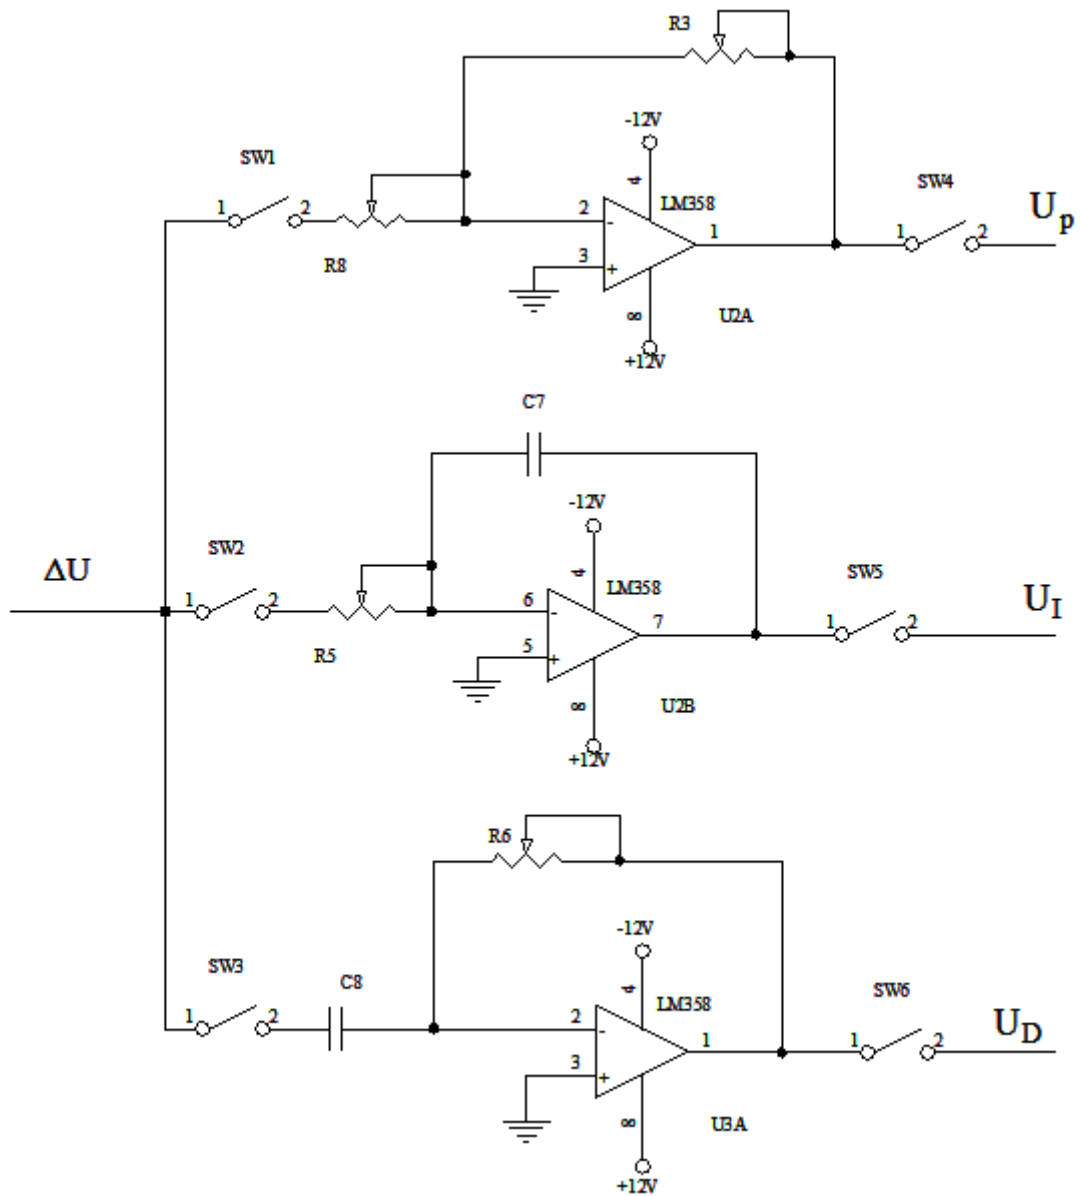 R3
-12V
SW1
4
LM358
SW4
1
2
2
1
1
2
Up
3
R8
-
+
8
U2A
+12V
C7
-12V
SW2
4
LM358
SW5
ΔU
1
2
6
7
1
2
UI
5
R5
-
+
8
U2B
+12V
R6
-12V
SW3
C8
4
LM358
SW6
1
2
2
1
1
2
UD
3
-
+
8
U3A
+12V